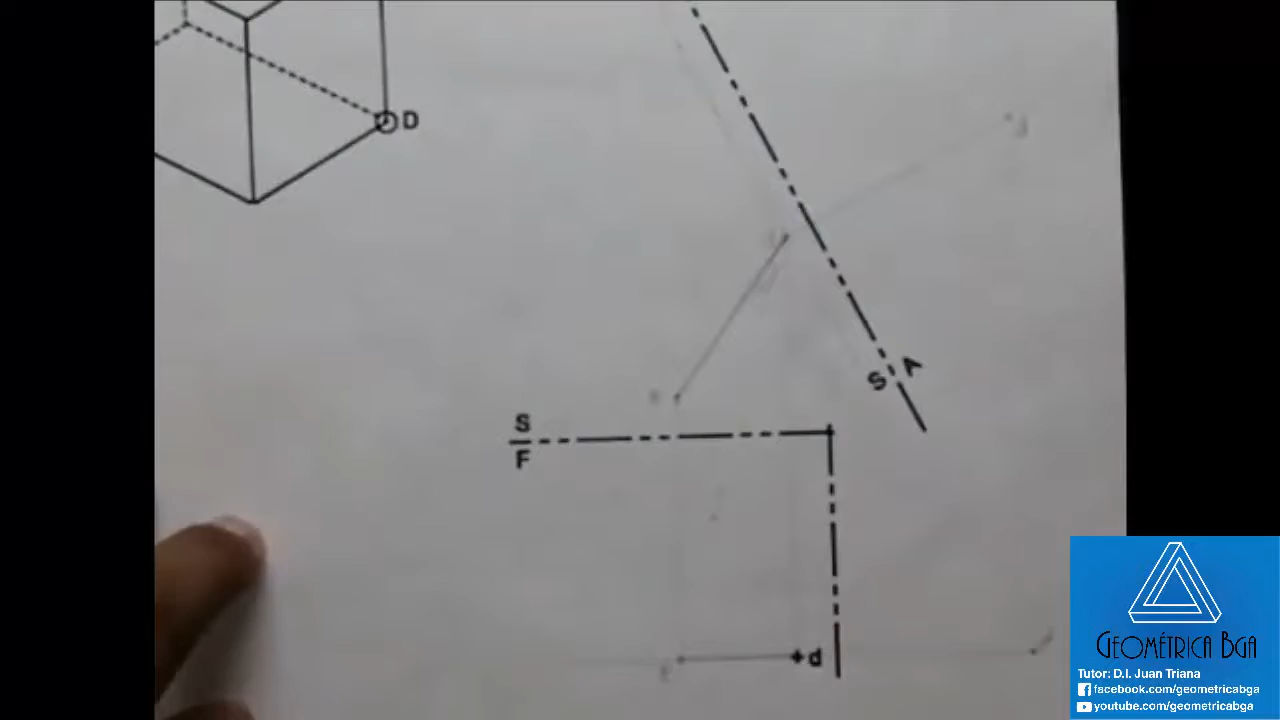 D
S A
S
F
d
GEOMÉTRICA BGA
Tutor: D.I. Juan Triana
facebook.com/geometricabga
youtube.com/geometricabga